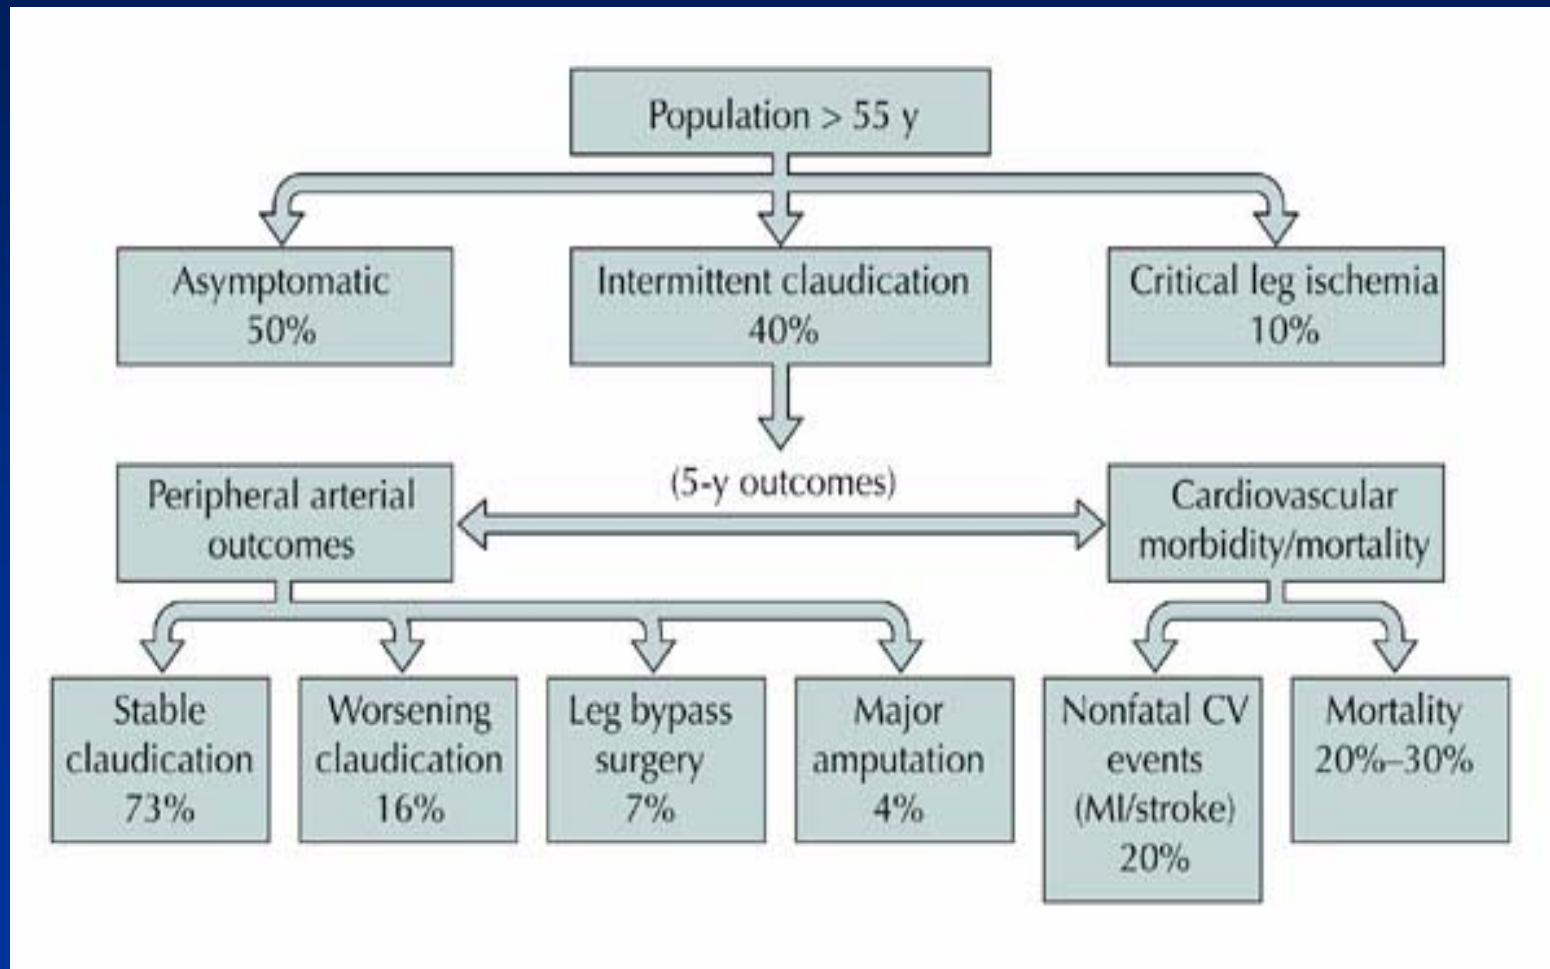 Population > 55 y
Asymptomatic
50%
Intermittent claudication
40%
Critical leg ischemia
10%
(5-y outcomes)
Peripheral arterial
outcomes
Cardiovascular
morbidity/mortality
Stable
claudication
73%
Worsening
claudication
16%
Leg bypass
surgery
7%
Major
amputation
4%
Nonfatal CV
events
(MI/stroke)
20%
Mortality
20%–30%